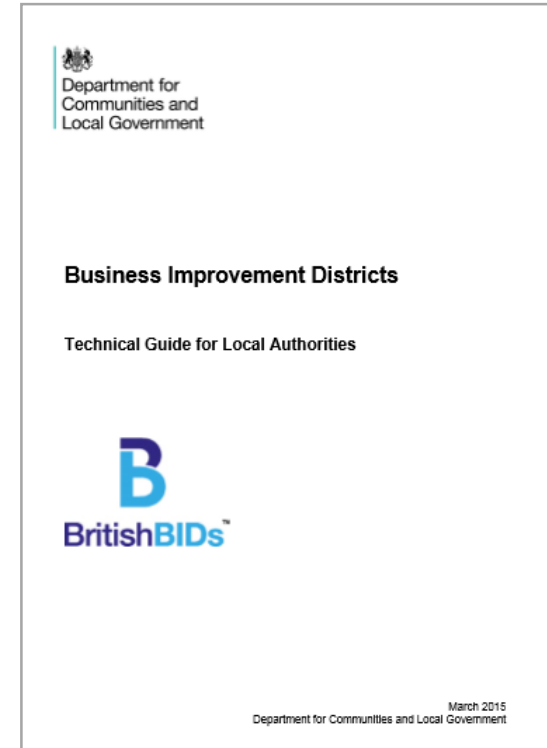 Department for
Communities and
Local Government
Business Improvement Districts
Technical Guide for Local Authorities
BritishBIDs™
March 2015
Department for Communities and Local Government